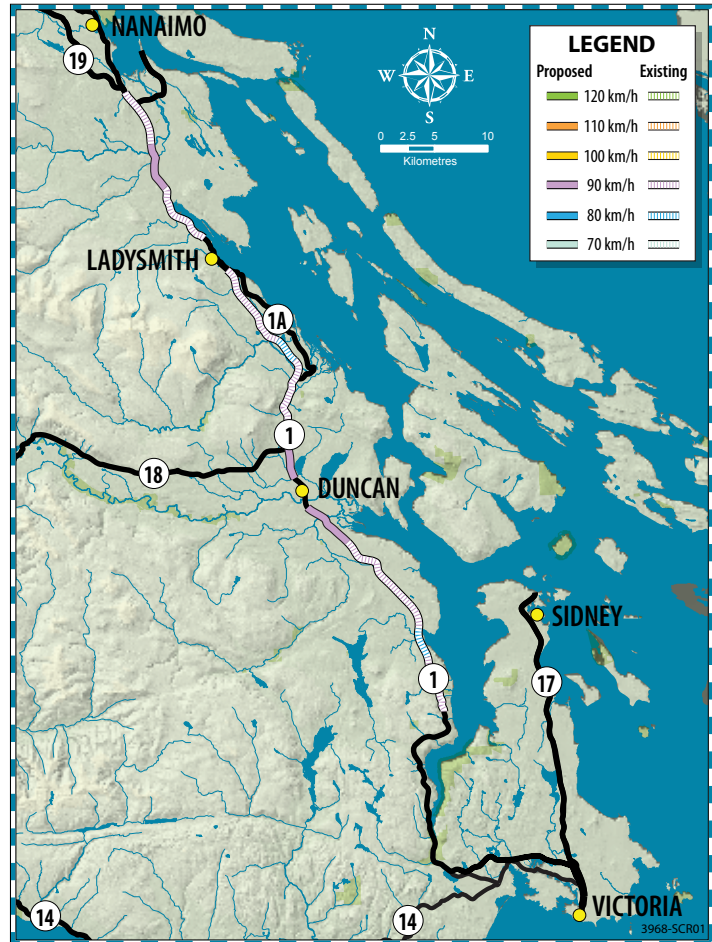 NANAIMO
19
N
W E
S
0 2.5 5 10
Kilometres
LEGEND
Proposed Existing
120 km/h
110 km/h
100 km/h
90 km/h
80 km/h
70 km/h
LADYSMITH
1A
1
18
DUNCAN
SIDNEY
1
17
14
14
VICTORIA
3968-SCR01